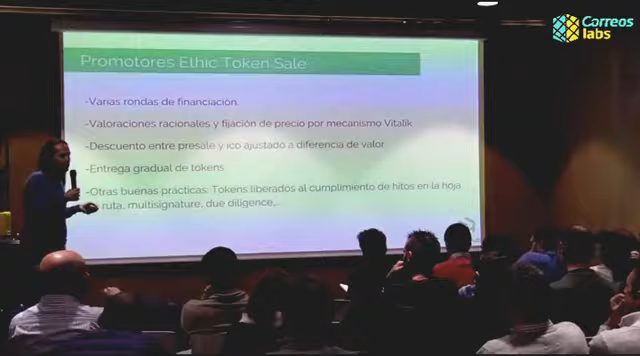 Correos
labs
Promotores Ethic Token Sale
-Varias rondas de financiación.
-Valoraciones racionales y fijación de precio por mecanismo Vitalik
-Descuento entre presale y ico ajustado a diferencia de valor
-Entrega gradual de tokens
-Otras buenas prácticas: Tokens liberados al cumplimiento de hitos en la hoja
ruta, multisignature, due diligence,...